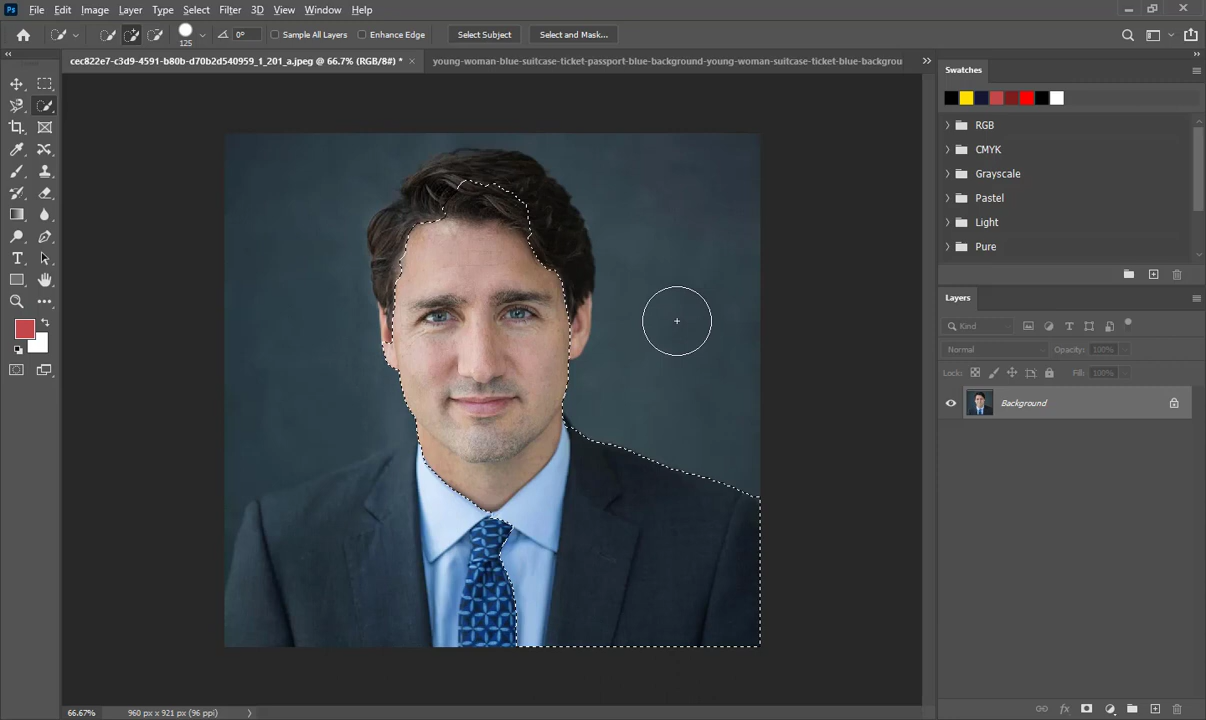 Ps File Edit Image Layer Type Select Filter 3D View Window Help
125 0° Sample All Layers Enhance Edge Select Subject Select and Mask...
cec822e7-c3d9-4591-b80b-d70b2d540959_1_201_a.jpeg @ 66.7% (RGB/8#) * × young-woman-blue-suitcase-ticket-passport-blue-background-young-woman-suitcase-ticket-blue-backgrou
Swatches
RGB
CMYK
Grayscale
Pastel
Light
Pure
Layers
Kind
Normal Opacity: 100%
Lock: Fill: 100%
Background
66.67% 960 px x 921 px (96 ppi)